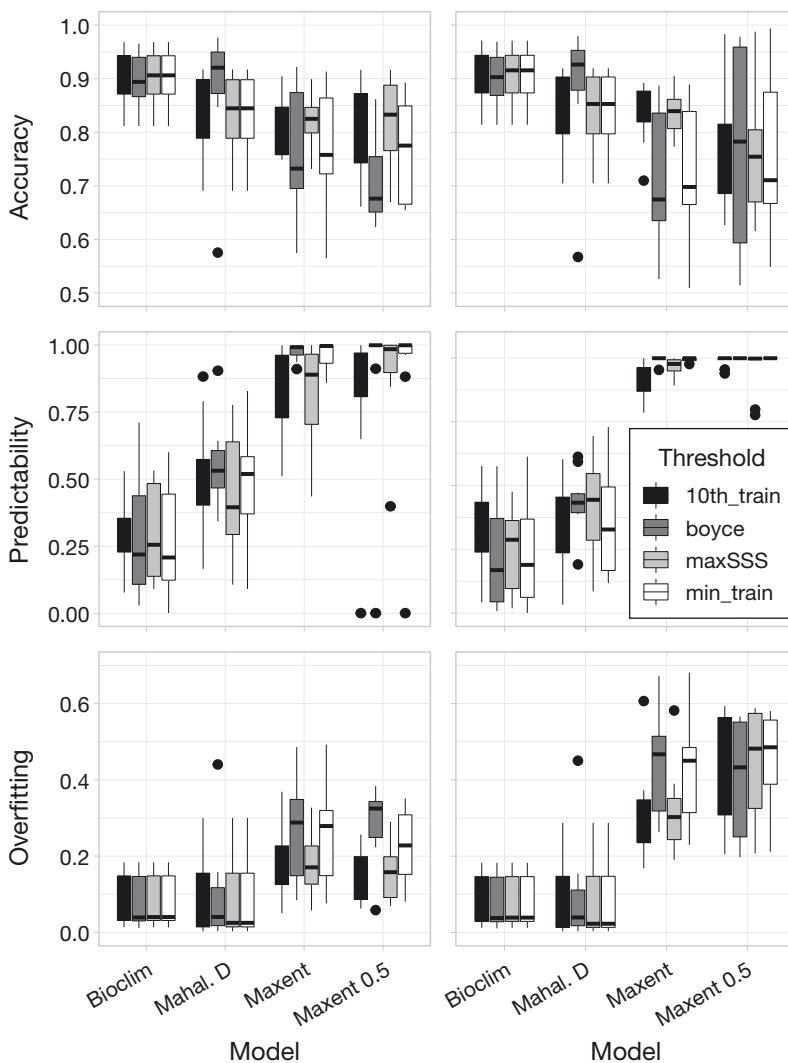 1.0
0.9
0.8
0.7
0.6
0.5
Accuracy
1.00
0.75
0.50
0.25
0.00
Predictability
Threshold
10th_train
boyce
maxSSS
min_train
0.6
0.4
0.2
0.0
Overfitting
Bioclim
Mahal. D
Maxent
Maxent 0.5
Bioclim
Mahal. D
Maxent
Maxent 0.5
Model
Model